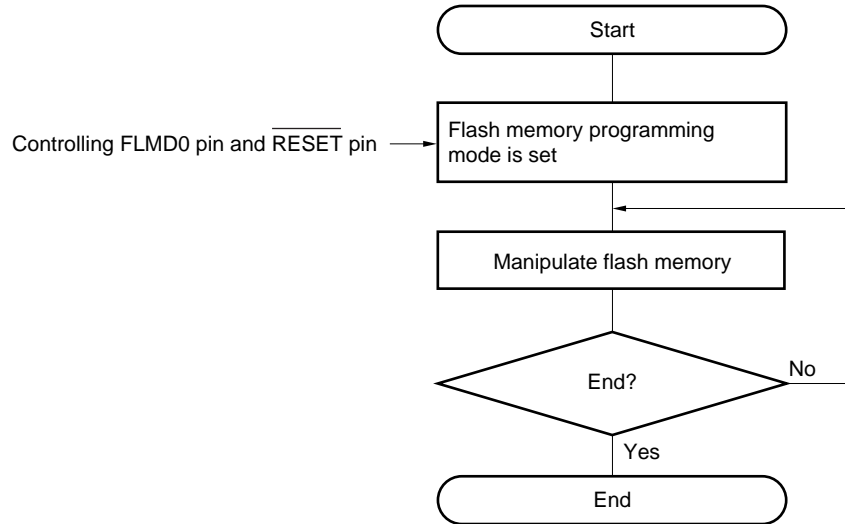 Start
Controlling FLMD0 pin and RESET pin
Flash memory programming
mode is set
Manipulate flash memory
End?
No
Yes
End